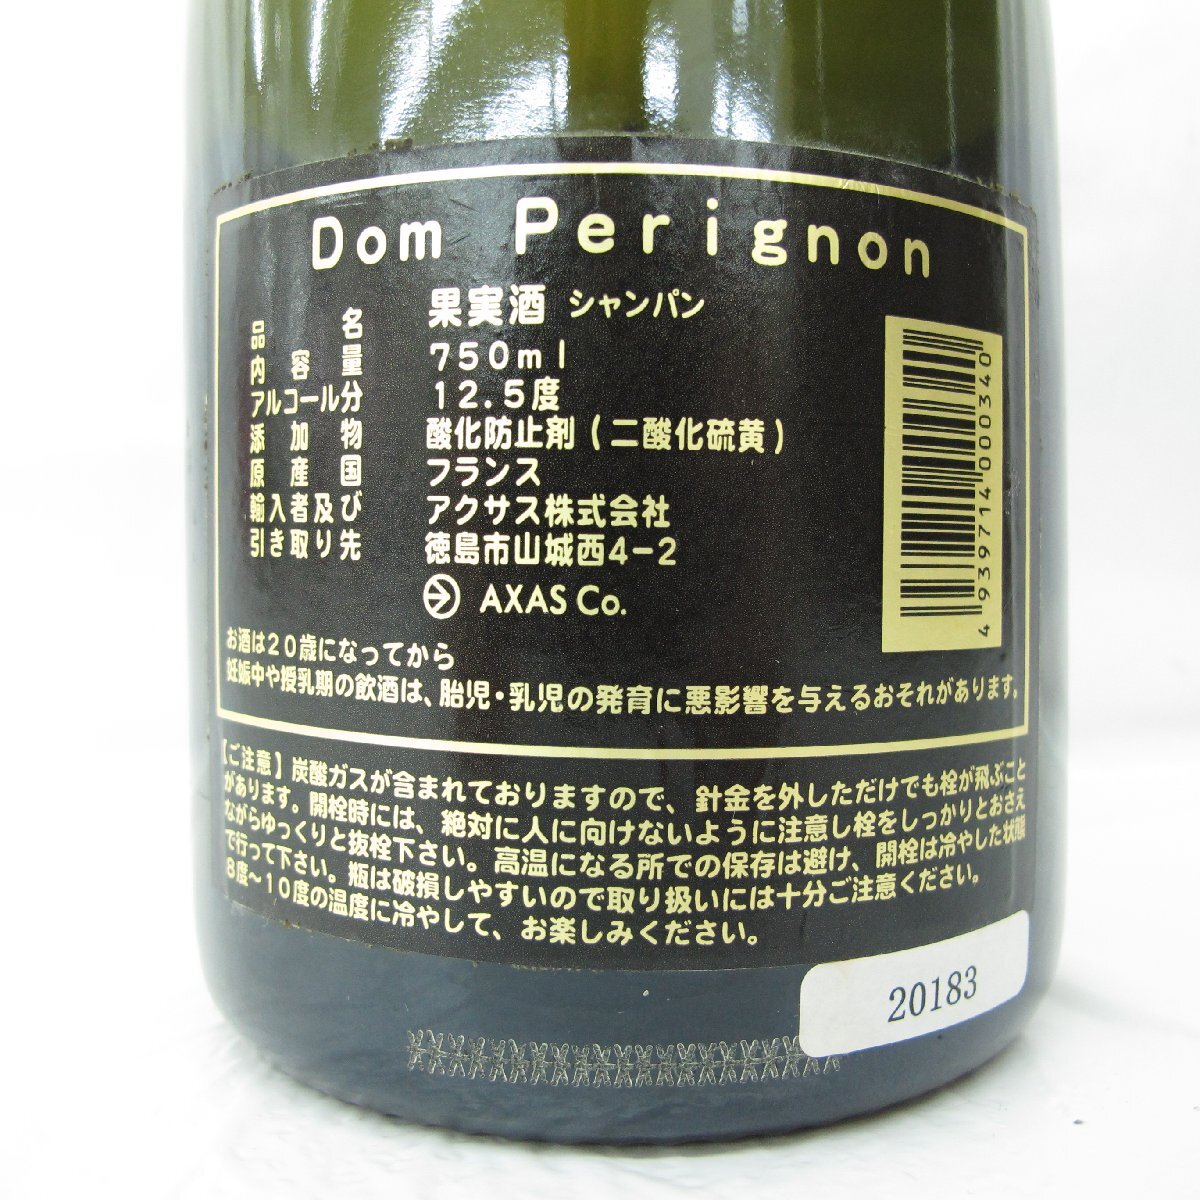 Dom Perignon
品名 果実酒 シャンパン
内容量 750ml
アルコール分 12.5度
添加物 酸化防止剤(二酸化硫黄)
原産国 フランス
輸入者及び アクサス株式会社
引き取り先 徳島市山城西4-2
AXAS Co.
4939714000340
お酒は20歳になってから
妊娠中や授乳期の飲酒は、胎児・乳児の発育に悪影響を与えるおそれがあります。
【ご注意】炭酸ガスが含まれておりますので、針金を外しただけでも栓が飛ぶこと
があります。開栓時には、絶対に人に向けないように注意し栓をしっかりとおさえ
ながらゆっくりと抜栓下さい。高温になる所での保存は避け、開栓は冷やした状態
で行って下さい。瓶は破損しやすいので取り扱いには十分ご注意ください。
8度～10度の温度に冷やして、お楽しみください。
20183